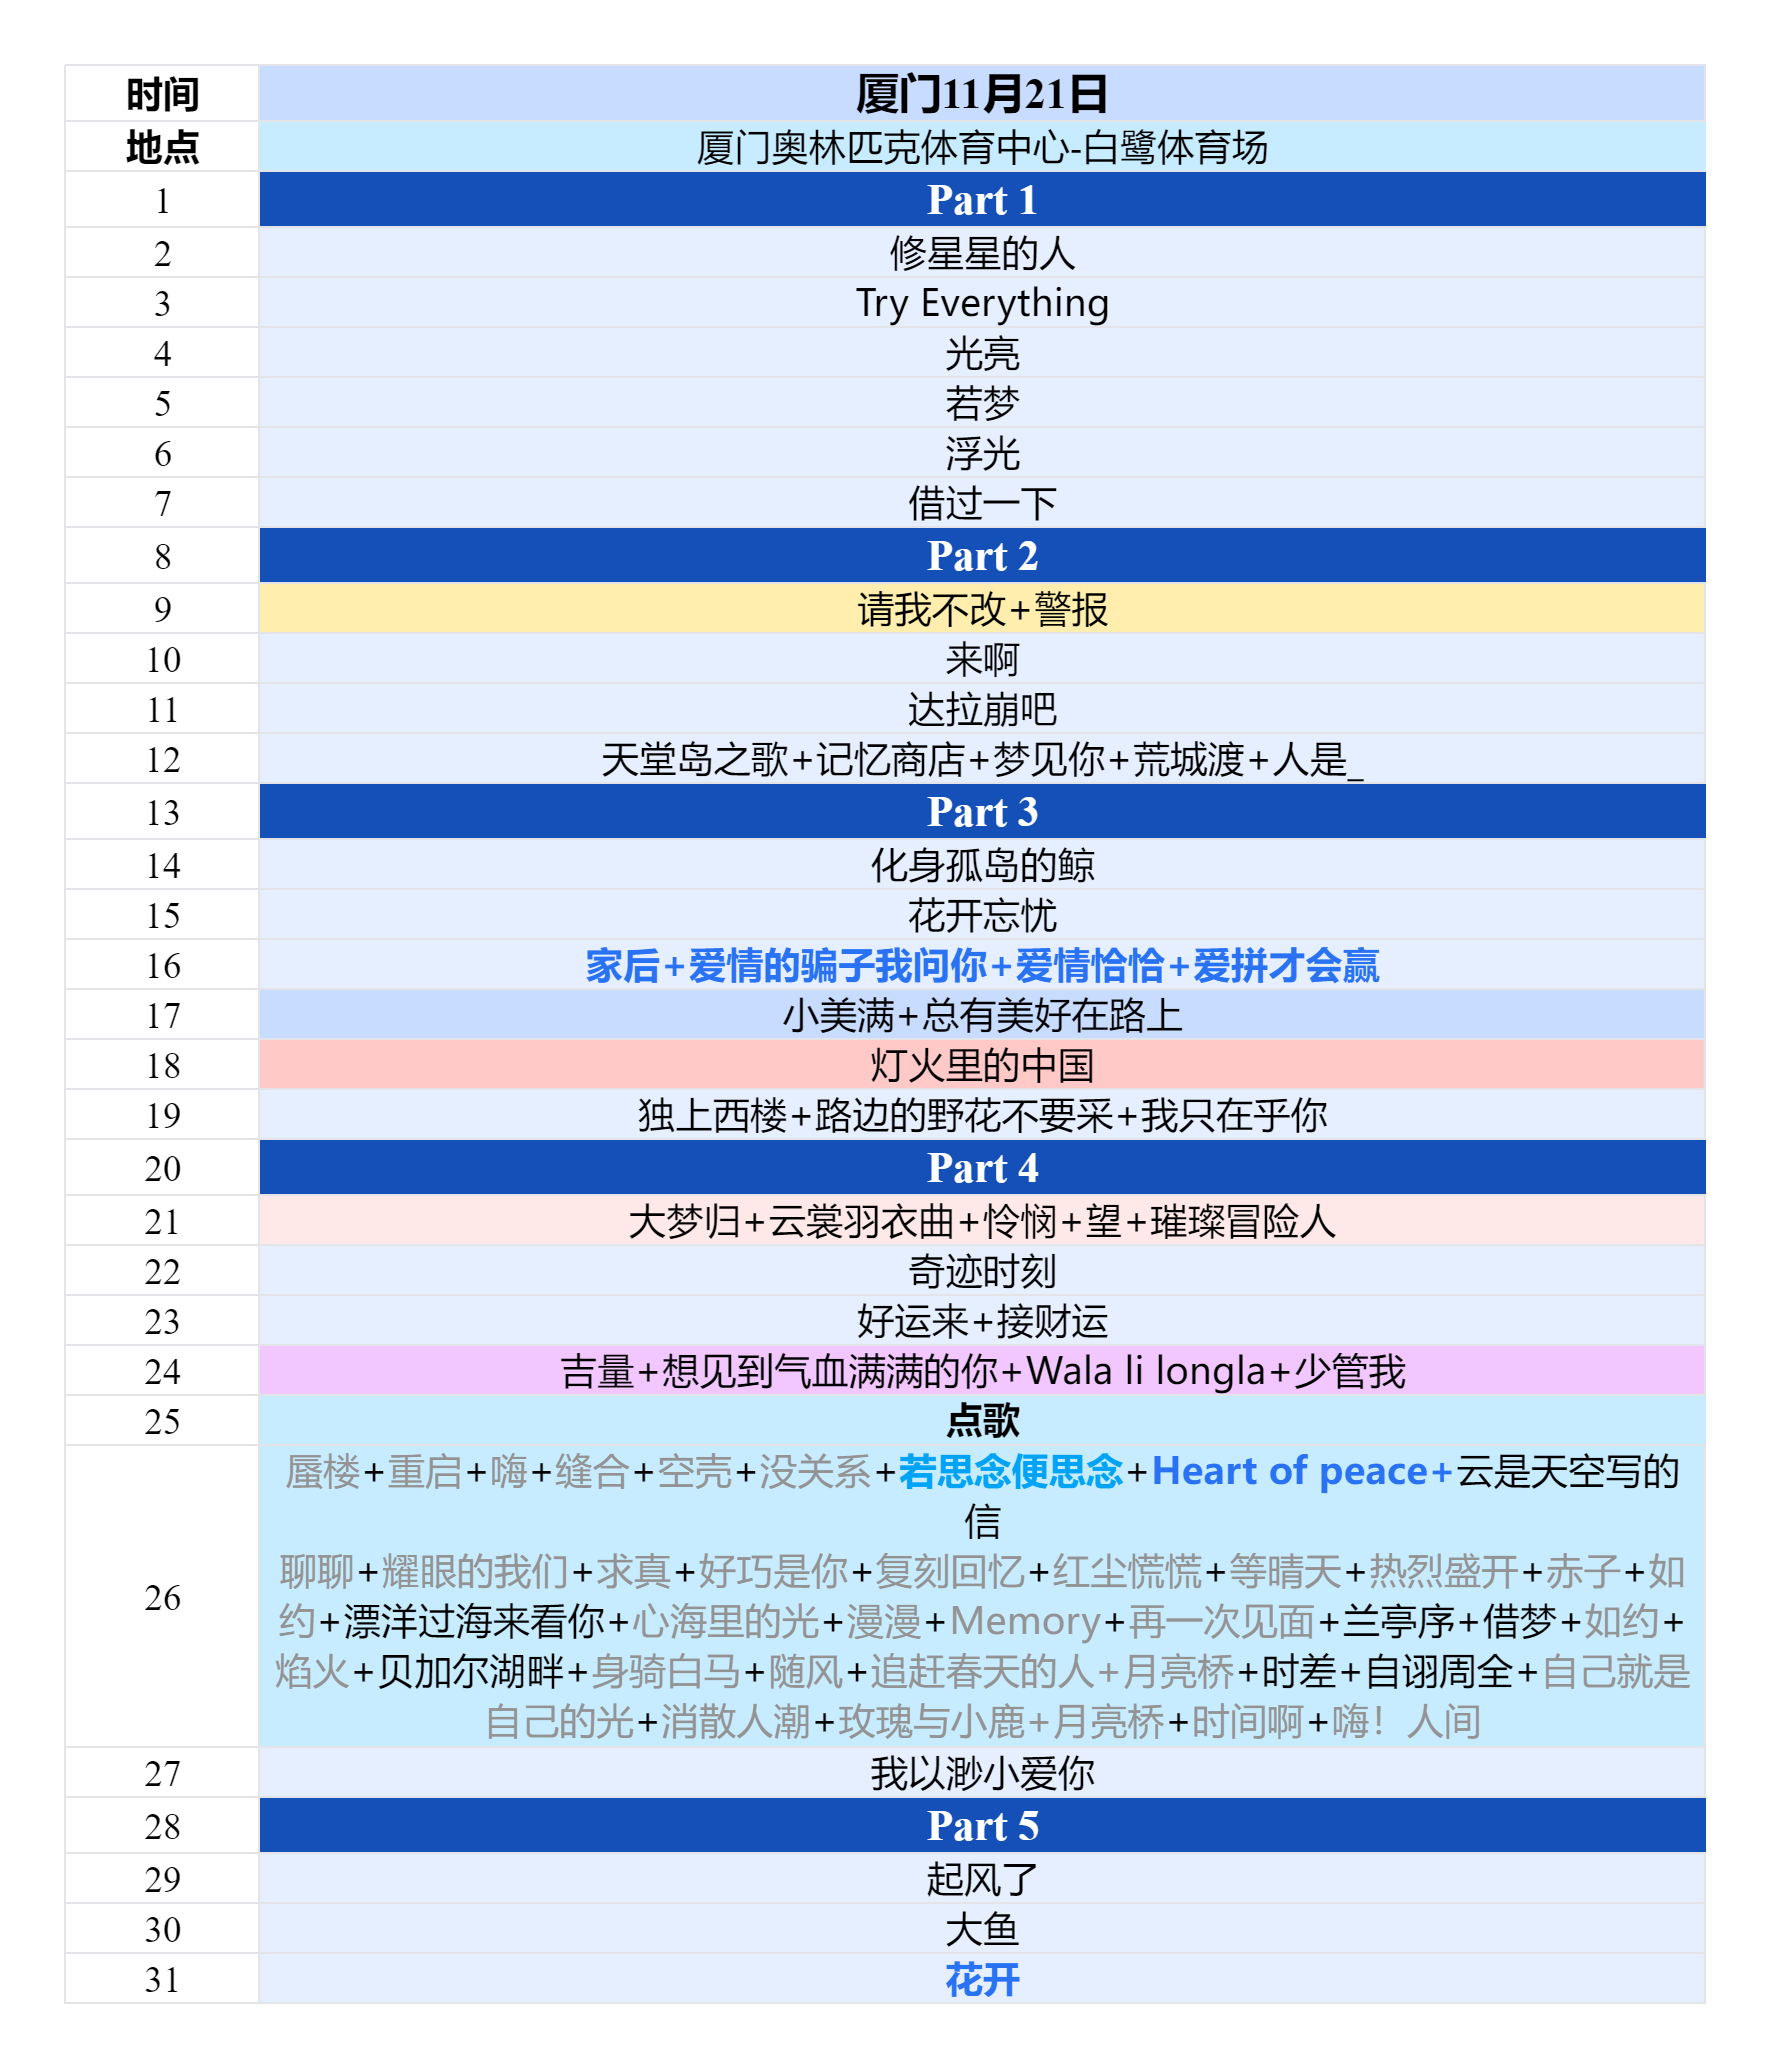 时间 厦门11月21日
地点 厦门奥林匹克体育中心-白鹭体育场
1 Part 1
2 修星星的人
3 Try Everything
4 光亮
5 若梦
6 浮光
7 借过一下
8 Part 2
9 请我不改+警报
10 来啊
11 达拉崩吧
12 天堂岛之歌+记忆商店+梦见你+荒城渡+人是_
13 Part 3
14 化身孤岛的鲸
15 花开忘忧
16 家后+爱情的骗子我问你+爱情恰恰+爱拼才会赢
17 小美满+总有美好在路上
18 灯火里的中国
19 独上西楼+路边的野花不要采+我只在乎你
20 Part 4
21 大梦归+云裳羽衣曲+怜悯+望+璀璨冒险人
22 奇迹时刻
23 好运来+接财运
24 吉量+想见到气血满满的你+Wala li longla+少管我
25 点歌
26 蜃楼+重启+嗨+缝合+空壳+没关系+若思念便思念+Heart of peace+云是天空写的
信
聊聊+耀眼的我们+求真+好巧是你+复刻回忆+红尘慌慌+等晴天+热烈盛开+赤子+如
约+漂洋过海来看你+心海里的光+漫漫+Memory+再一次见面+兰亭序+借梦+如约+
焰火+贝加尔湖畔+身骑白马+随风+追赶春天的人+月亮桥+时差+自诩周全+自己就是
自己的光+消散人潮+玫瑰与小鹿+月亮桥+时间啊+嗨！人间
27 我以渺小爱你
28 Part 5
29 起风了
30 大鱼
31 花开